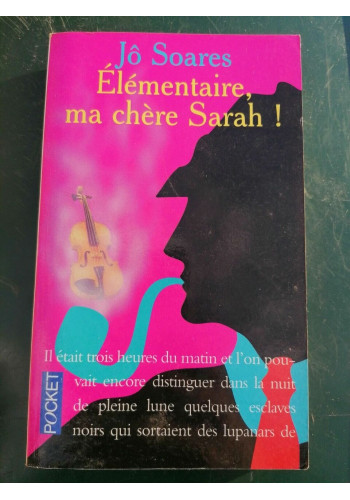 Jô Soares
Élémentaire,
ma chère Sarah !
Il était trois heures du matin et l'on pou-
vait encore distinguer dans la nuit
de pleine lune quelques esclaves
noirs qui sortaient des lupanars de
POCKET